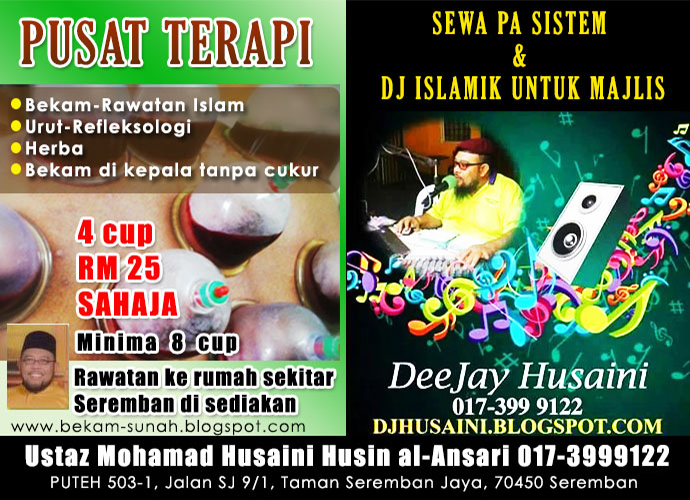 PUSAT TERAPI
Bekam-Rawatan Islam
Urut-Refleksologi
Herba
Bekam di kepala tanpa cukur
4 cup
RM 25
SAHAJA
Minima 8 cup
Rawatan ke rumah sekitar
Seremban di sediakan
www.bekam-sunah.blogspot.com
SEWA PA SISTEM
&
DJ ISLAMIK UNTUK MAJLIS
DeeJay Husaini
017-399 9122
DJHUSAINI.BLOGSPOT.COM
Ustaz Mohamad Husaini Husin al-Ansari 017-3999122
PUTEH 503-1, Jalan SJ 9/1, Taman Seremban Jaya, 70450 Seremban